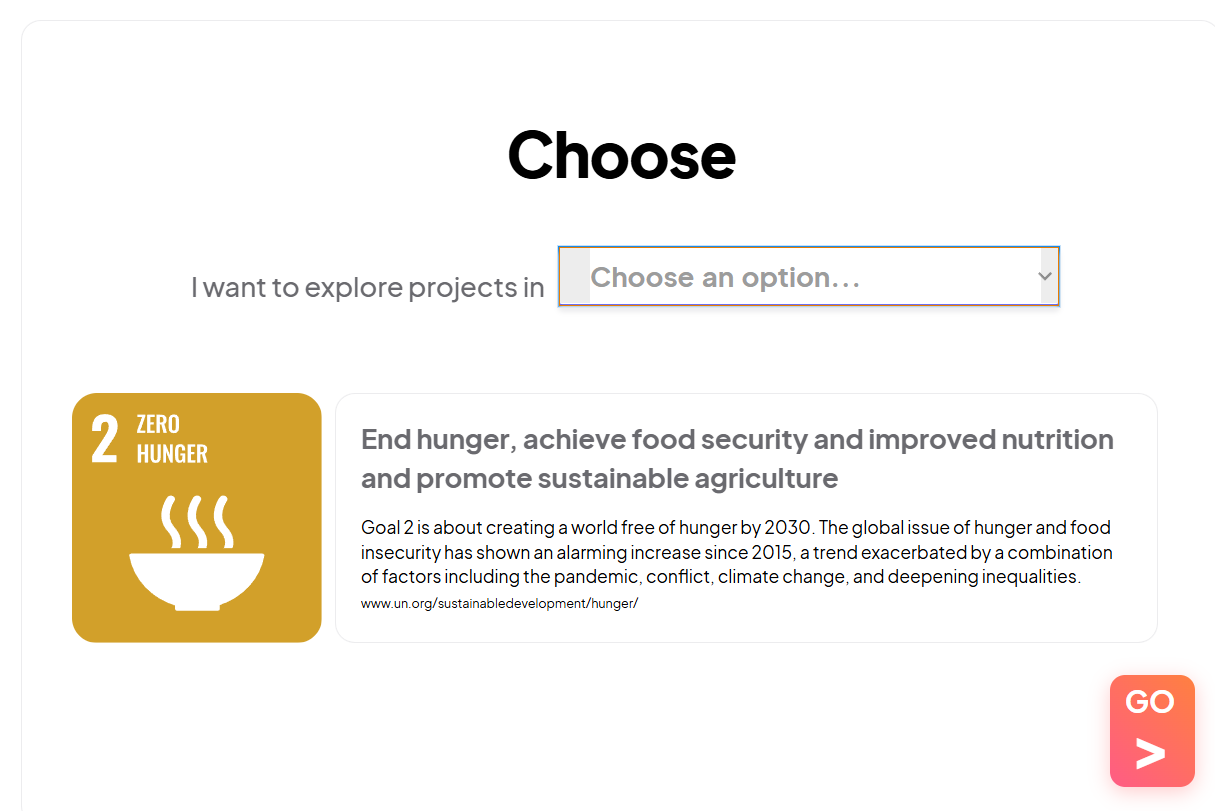 Choose
I want to explore projects in
Choose an option...
2 ZERO
HUNGER
End hunger, achieve food security and improved nutrition
and promote sustainable agriculture
Goal 2 is about creating a world free of hunger by 2030. The global issue of hunger and food
insecurity has shown an alarming increase since 2015, a trend exacerbated by a combination
of factors including the pandemic, conflict, climate change, and deepening inequalities.
www.un.org/sustainabledevelopment/hunger/
GO
>